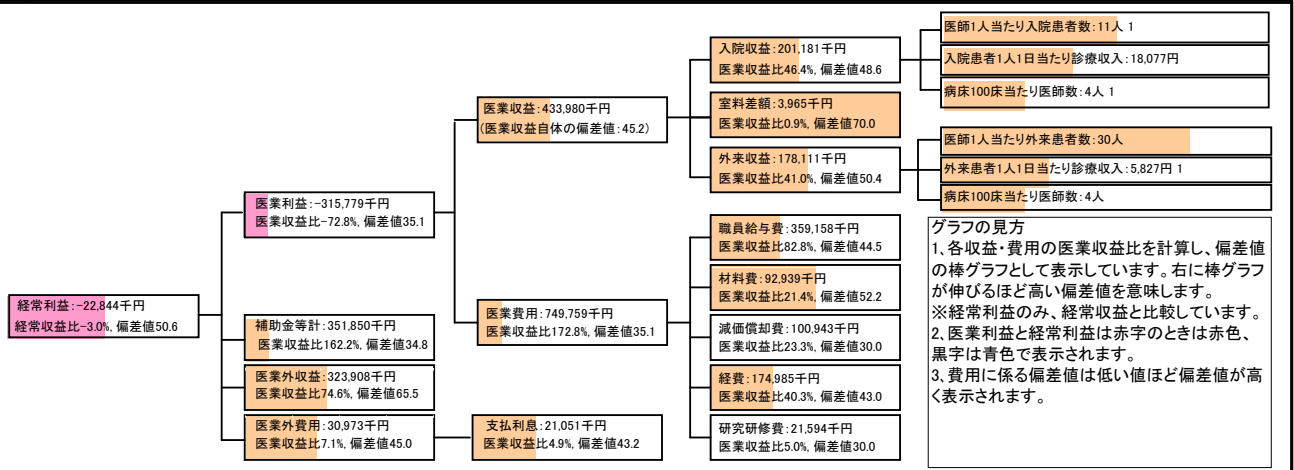 経常利益:-22,844千円
経常収益比-3.0%, 偏差値50.6
医業利益:-315,779千円
医業収益比-72.8%, 偏差値35.1
補助金等計:351,850千円
医業収益比162.2%, 偏差値34.8
医業外収益:323,908千円
医業収益比74.6%, 偏差値65.5
医業外費用:30,973千円
医業収益比7.1%, 偏差値45.0
医業収益:433,980千円
(医業収益自体の偏差値:45.2)
医業費用:749,759千円
医業収益比172.8%, 偏差値35.1
支払利息:21,051千円
医業収益比4.9%, 偏差値43.2
入院収益:201,181千円
医業収益比46.4%, 偏差値48.6
室料差額:3,965千円
医業収益比0.9%, 偏差値70.0
外来収益:178,111千円
医業収益比41.0%, 偏差値50.4
職員給与費:359,158千円
医業収益比82.8%, 偏差値44.5
材料費:92,939千円
医業収益比21.4%, 偏差値52.2
減価償却費:100,943千円
医業収益比23.3%, 偏差値30.0
経費:174,985千円
医業収益比40.3%, 偏差値43.0
研究研修費:21,594千円
医業収益比5.0%, 偏差値30.0
医師1人当たり入院患者数:11人 1
入院患者1人1日当たり診療収入:18,077円
病床100床当たり医師数:4人 1
医師1人当たり外来患者数:30人
外来患者1人1日当たり診療収入:5,827円 1
病床100床当たり医師数:4人
グラフの見方
1、各収益・費用の医業収益比を計算し、偏差値
の棒グラフとして表示しています。右に棒グラフ
が伸びるほど高い偏差値を意味します。
※経常利益のみ、経常収益と比較しています。
2、医業利益と経常利益は赤字のときは赤色、
黒字は青色で表示されます。
3、費用に係る偏差値は低い値ほど偏差値が高
く表示されます。